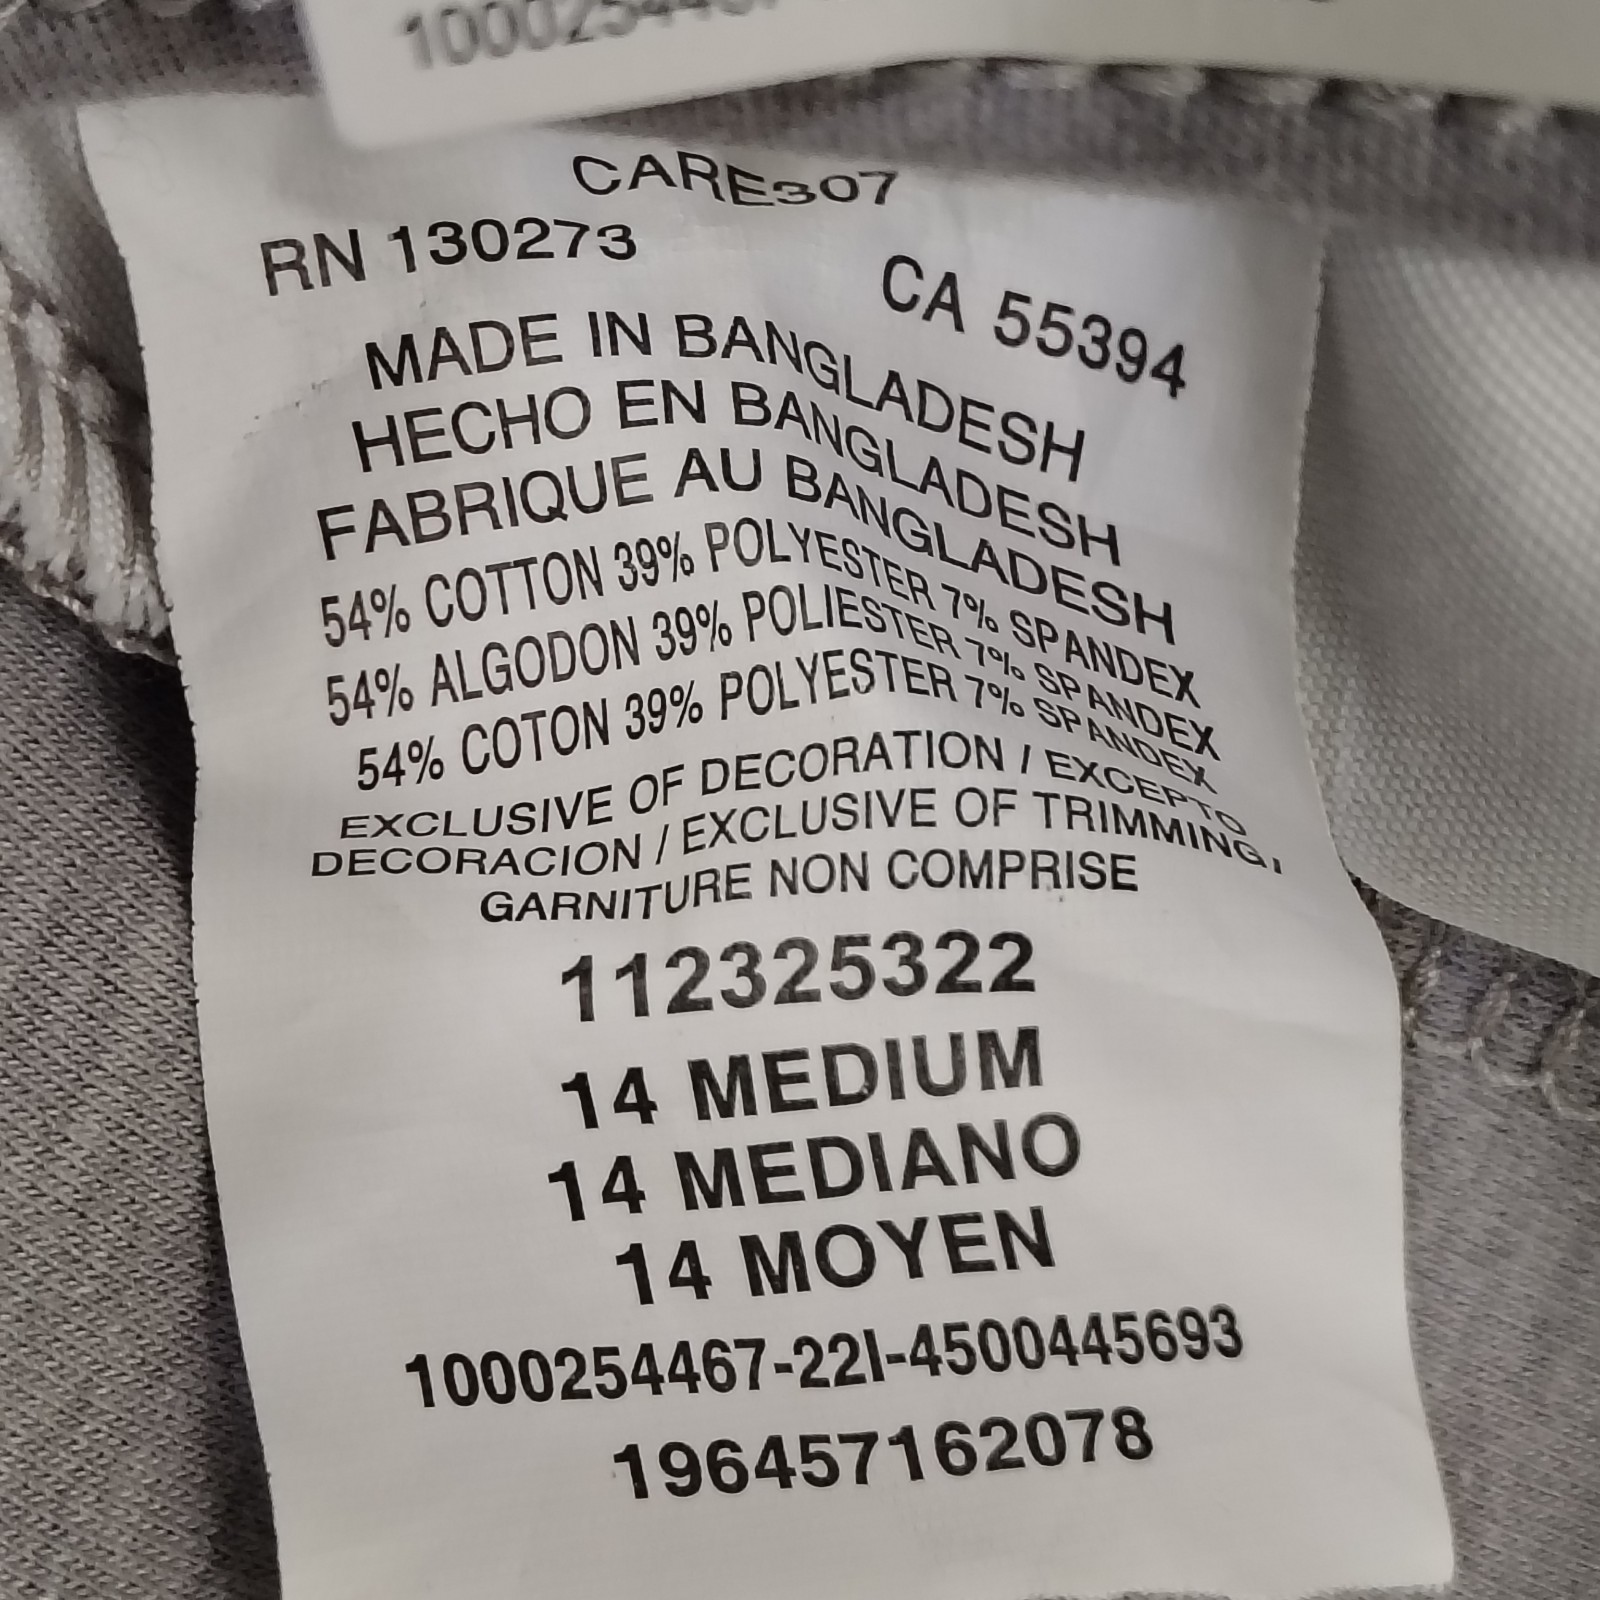 CARE307
RN 130273
CA 55394
MADE IN BANGLADESH
HECHO EN BANGLADESH
FABRIQUE AU BANGLADESH
54% COTTON 39% POLYESTER 7% SPANDEX
54% ALGODON 39% POLIESTER 7% SPANDEX
54% COTON 39% POLYESTER 7% SPANDEX
EXCLUSIVE OF DECORATION / EXCEPTO
DECORACION / EXCLUSIVE OF TRIMMING,
GARNITURE NON COMPRISE
112325322
14 MEDIUM
14 MEDIANO
14 MOYEN
1000254467-22I-4500445693
196457162078